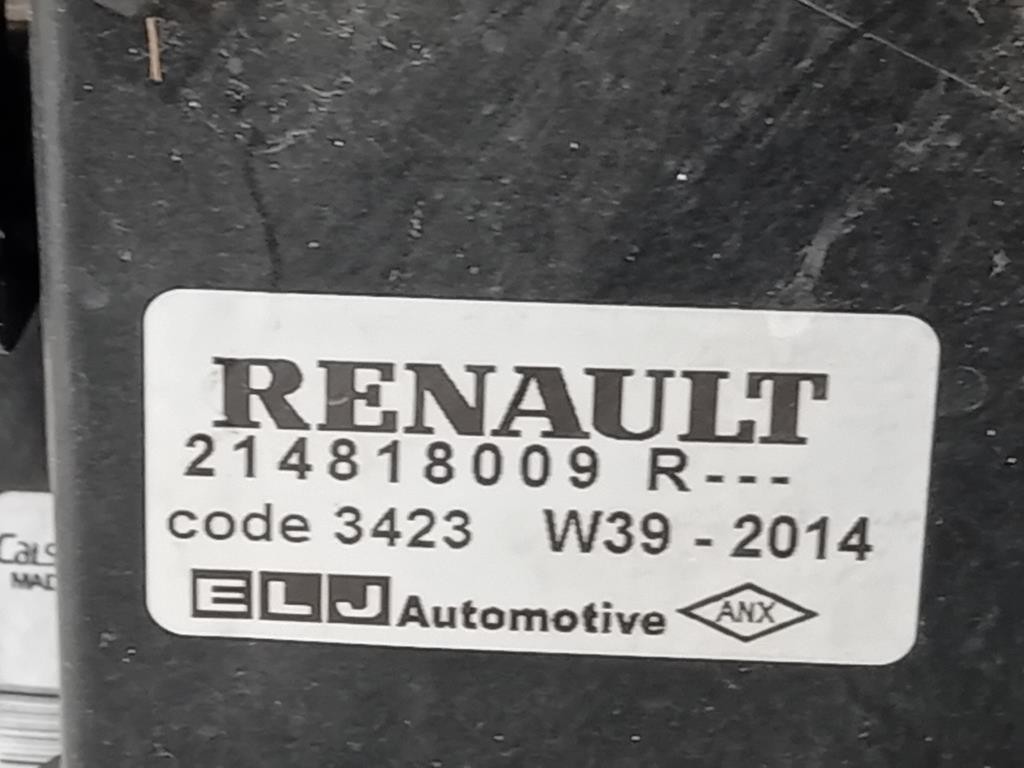 RENAULT
214818009 R---
code 3423 W39 - 2014
ELJ Automotive ANX